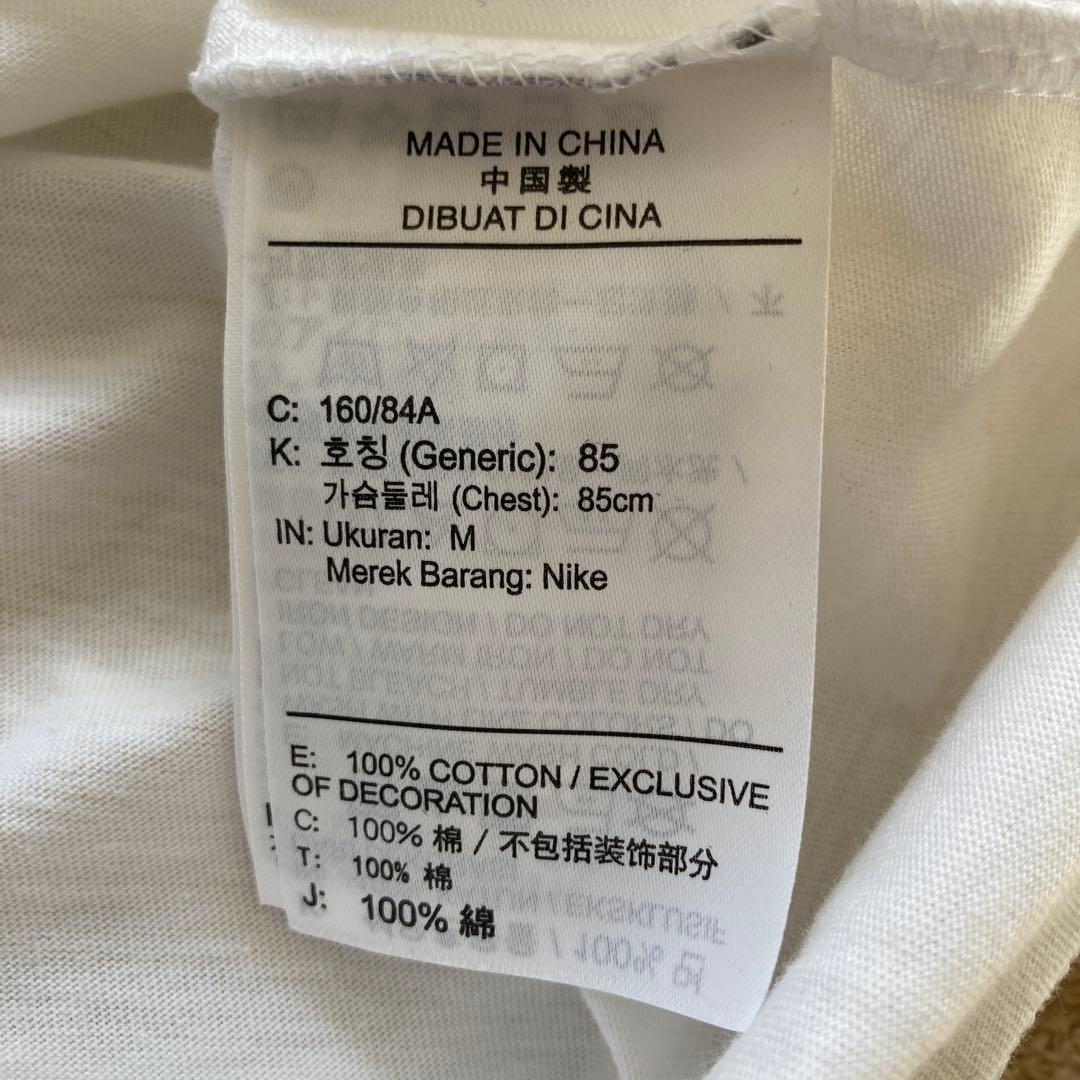 MADE IN CHINA
中国製
DIBUAT DI CINA
C: 160/84A
K: 호칭 (Generic): 85
가슴둘레 (Chest): 85cm
IN: Ukuran: M
Merek Barang: Nike
E: 100% COTTON / EXCLUSIVE
OF DECORATION
C: 100% 棉 / 不包括装饰部分
T: 100% 棉
J: 100% 綿